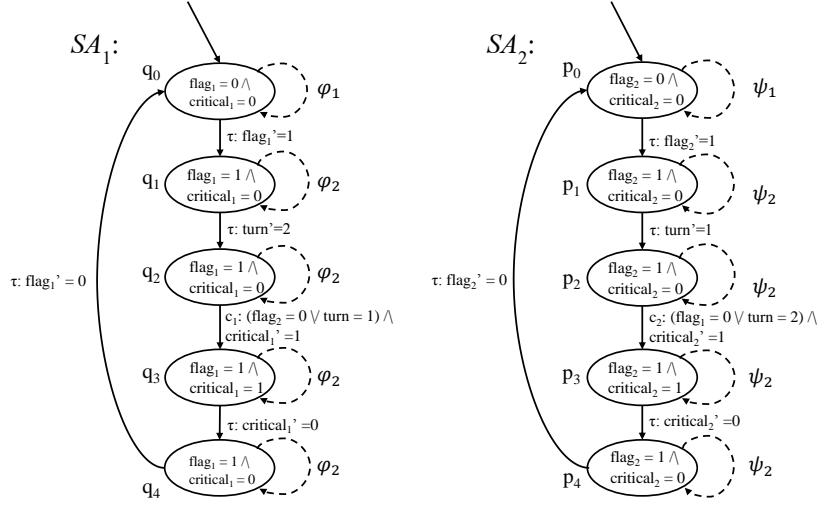 SA₁:
q₀
flag₁ = 0 /\
critical₁ = 0
φ₁
τ: flag₁’=1
q₁
flag₁ = 1 /\
critical₁ = 0
φ₂
τ: turn’=2
q₂
flag₁ = 1 /\
critical₁ = 0
φ₂
τ: flag₁’ = 0
c₁: (flag₂ = 0 \/ turn = 1) /\
critical₁’ =1
q₃
flag₁ = 1 /\
critical₁ = 1
φ₂
τ: critical₁’ =0
q₄
flag₁ = 1 /\
critical₁ = 0
φ₂
SA₂:
p₀
flag₂ = 0 /\
critical₂ = 0
ψ₁
τ: flag₂’=1
p₁
flag₂ = 1 /\
critical₂ = 0
ψ₂
τ: turn’=1
p₂
flag₂ = 1 /\
critical₂ = 0
ψ₂
τ: flag₂’ = 0
c₂: (flag₁ = 0 \/ turn = 2) /\
critical₂’ =1
p₃
flag₂ = 1 /\
critical₂ = 1
ψ₂
τ: critical₂’ =0
p₄
flag₂ = 1 /\
critical₂ = 0
ψ₂